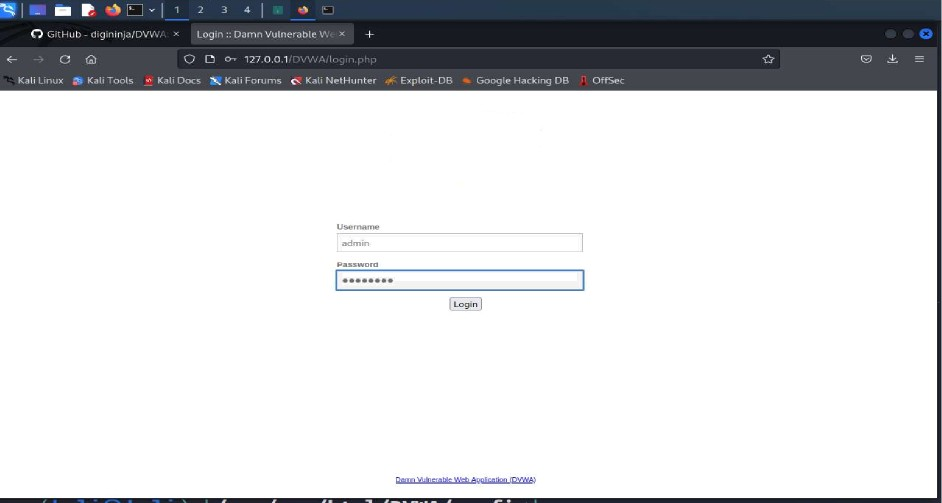 1 2 3 4
GitHub - digininja/DVWA: × Login :: Damn Vulnerable We × +
127.0.0.1/DVWA/login.php
Kali Linux Kali Tools Kali Docs Kali Forums Kali NetHunter Exploit-DB Google Hacking DB OffSec
Username
admin
Password
Login
Damn Vulnerable Web Application (DVWA)